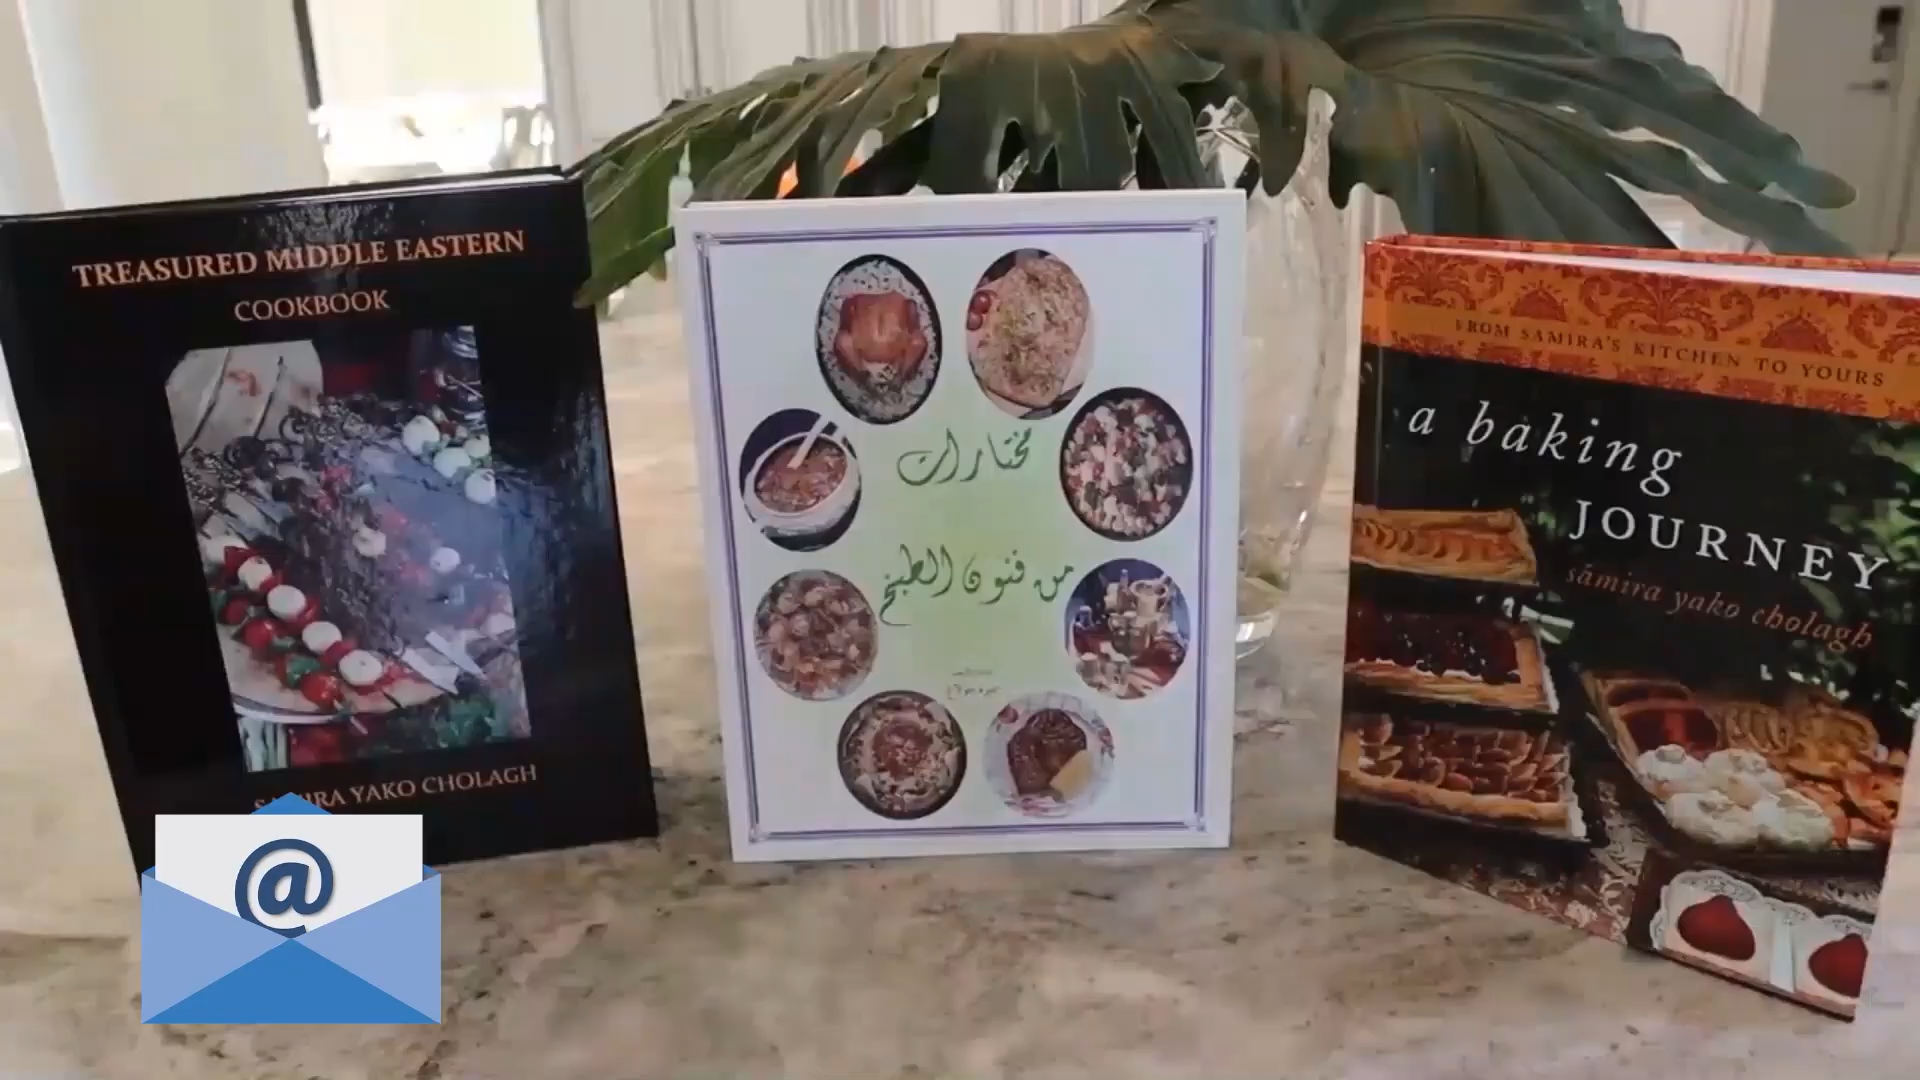 TREASURED MIDDLE EASTERN
COOKBOOK
YAKO CHOLAGH
مختارات
من فنون الطبخ
FROM SAMIRA'S KITCHEN TO YOURS
a baking
JOURNEY
samira yako cholagh
@